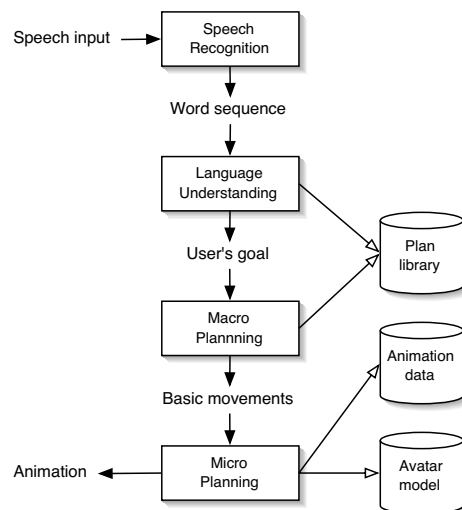 Speech input
Speech
Recognition
Word sequence
Language
Understanding
User's goal
Plan
library
Macro
Plannning
Animation
data
Basic movements
Animation
Micro
Planning
Avatar
model